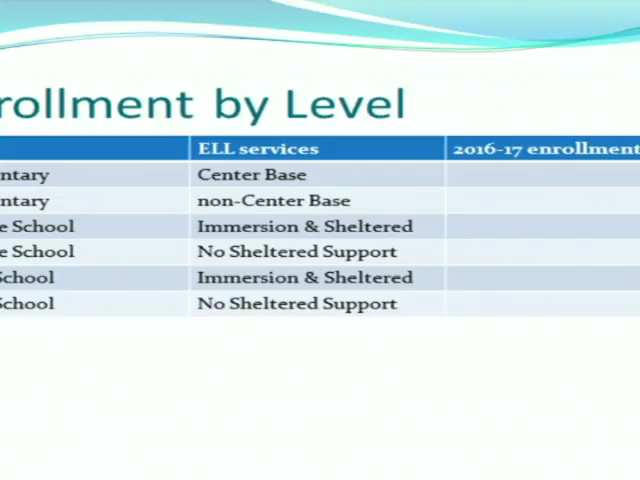 rollment by Level
ELL services 2016-17 enrollment
ntary Center Base
ntary non-Center Base
e School Immersion & Sheltered
e School No Sheltered Support
School Immersion & Sheltered
School No Sheltered Support